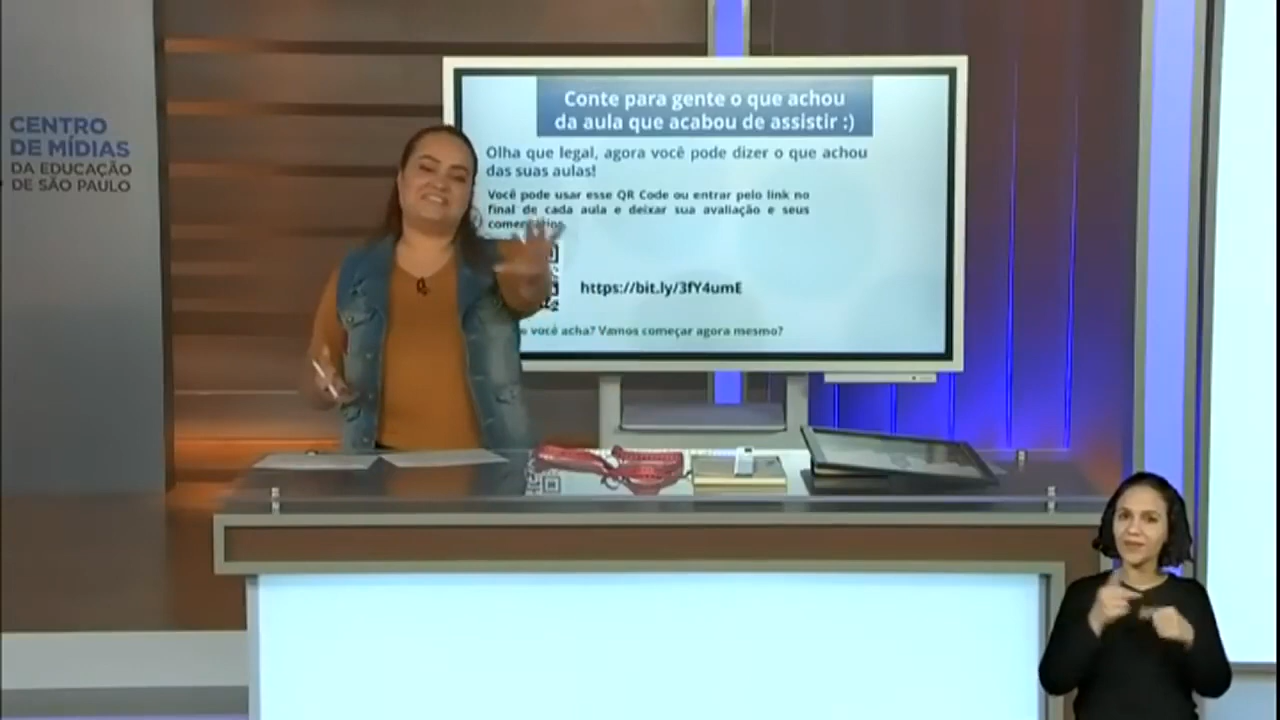 CENTRO
DE MÍDIAS
DA EDUCAÇÃO
DE SÃO PAULO
Conte para gente o que achou
da aula que acabou de assistir :)
Olha que legal, agora você pode dizer o que achou
das suas aulas!
Você pode usar esse QR Code ou entrar pelo link no
final de cada aula e deixar sua avaliação e seus
comentários
https://bit.ly/3fY4umE
você acha? Vamos começar agora mesmo?